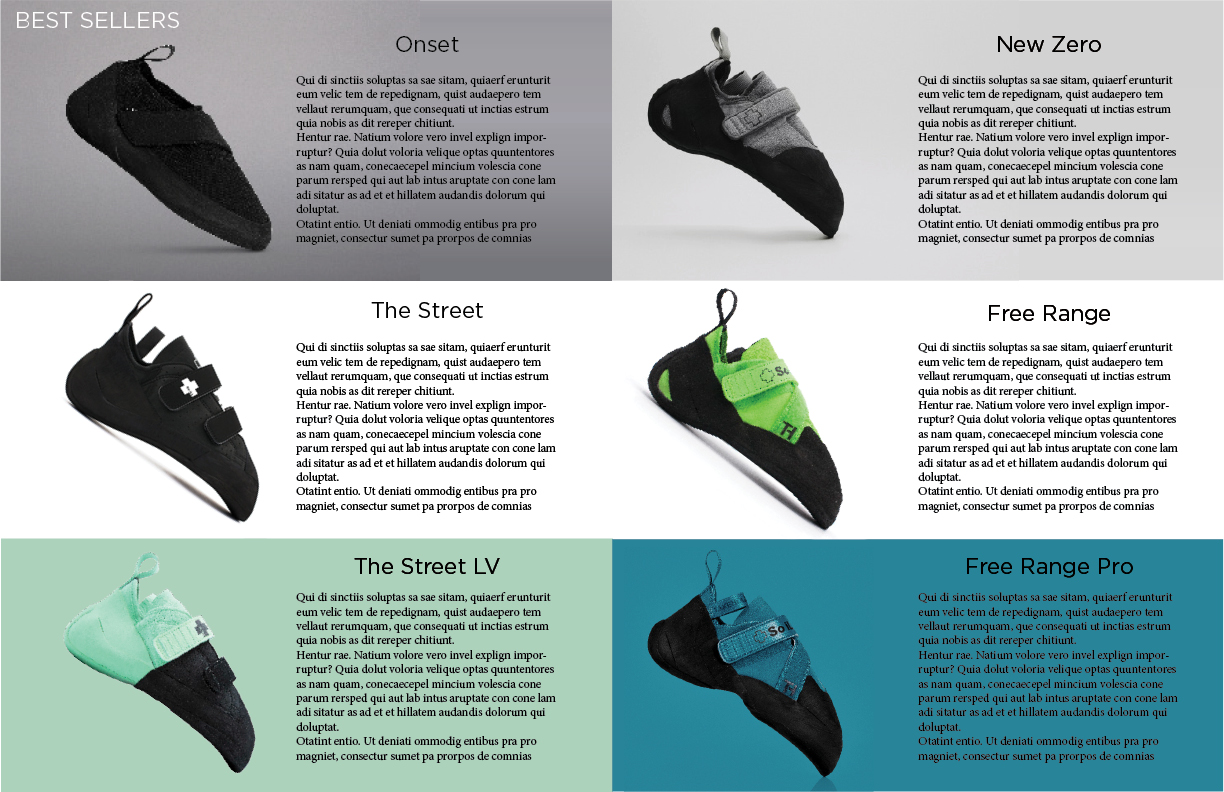 BEST SELLERS
Onset
Qui di sinctiis soluptas sa sae sitam, quiaerf erunturit
eum velic tem de repedignam, quist audaepero tem
vellaut rerumquam, que consequati ut inctias estrum
quia nobis as dit rereper chitiunt.
Hentur rae. Natium volore vero invel explign impor-
ruptur? Quia dolut voloria velique optas quuntentores
as nam quam, conecaecepel mincium volescia cone
parum rersped qui aut lab intus aruptate con cone lam
adi sitatur as ad et et hillatem audandis dolorum qui
doluptat.
Otatint entio. Ut deniati ommodig entibus pra pro
magniet, consectur sumet pa prorpos de comnias
New Zero
Qui di sinctiis soluptas sa sae sitam, quiaerf erunturit
eum velic tem de repedignam, quist audaepero tem
vellaut rerumquam, que consequati ut inctias estrum
quia nobis as dit rereper chitiunt.
Hentur rae. Natium volore vero invel explign impor-
ruptur? Quia dolut voloria velique optas quuntentores
as nam quam, conecaecepel mincium volescia cone
parum rersped qui aut lab intus aruptate con cone lam
adi sitatur as ad et et hillatem audandis dolorum qui
doluptat.
Otatint entio. Ut deniati ommodig entibus pra pro
magniet, consectur sumet pa prorpos de comnias
The Street
Qui di sinctiis soluptas sa sae sitam, quiaerf erunturit
eum velic tem de repedignam, quist audaepero tem
vellaut rerumquam, que consequati ut inctias estrum
quia nobis as dit rereper chitiunt.
Hentur rae. Natium volore vero invel explign impor-
ruptur? Quia dolut voloria velique optas quuntentores
as nam quam, conecaecepel mincium volescia cone
parum rersped qui aut lab intus aruptate con cone lam
adi sitatur as ad et et hillatem audandis dolorum qui
doluptat.
Otatint entio. Ut deniati ommodig entibus pra pro
magniet, consectur sumet pa prorpos de comnias
Free Range
Qui di sinctiis soluptas sa sae sitam, quiaerf erunturit
eum velic tem de repedignam, quist audaepero tem
vellaut rerumquam, que consequati ut inctias estrum
quia nobis as dit rereper chitiunt.
Hentur rae. Natium volore vero invel explign impor-
ruptur? Quia dolut voloria velique optas quuntentores
as nam quam, conecaecepel mincium volescia cone
parum rersped qui aut lab intus aruptate con cone lam
adi sitatur as ad et et hillatem audandis dolorum qui
doluptat.
Otatint entio. Ut deniati ommodig entibus pra pro
magniet, consectur sumet pa prorpos de comnias
The Street LV
Qui di sinctiis soluptas sa sae sitam, quiaerf erunturit
eum velic tem de repedignam, quist audaepero tem
vellaut rerumquam, que consequati ut inctias estrum
quia nobis as dit rereper chitiunt.
Hentur rae. Natium volore vero invel explign impor-
ruptur? Quia dolut voloria velique optas quuntentores
as nam quam, conecaecepel mincium volescia cone
parum rersped qui aut lab intus aruptate con cone lam
adi sitatur as ad et et hillatem audandis dolorum qui
doluptat.
Otatint entio. Ut deniati ommodig entibus pra pro
magniet, consectur sumet pa prorpos de comnias
Free Range Pro
Qui di sinctiis soluptas sa sae sitam, quiaerf erunturit
eum velic tem de repedignam, quist audaepero tem
vellaut rerumquam, que consequati ut inctias estrum
quia nobis as dit rereper chitiunt.
Hentur rae. Natium volore vero invel explign impor-
ruptur? Quia dolut voloria velique optas quuntentores
as nam quam, conecaecepel mincium volescia cone
parum rersped qui aut lab intus aruptate con cone lam
adi sitatur as ad et et hillatem audandis dolorum qui
doluptat.
Otatint entio. Ut deniati ommodig entibus pra pro
magniet, consectur sumet pa prorpos de comnias